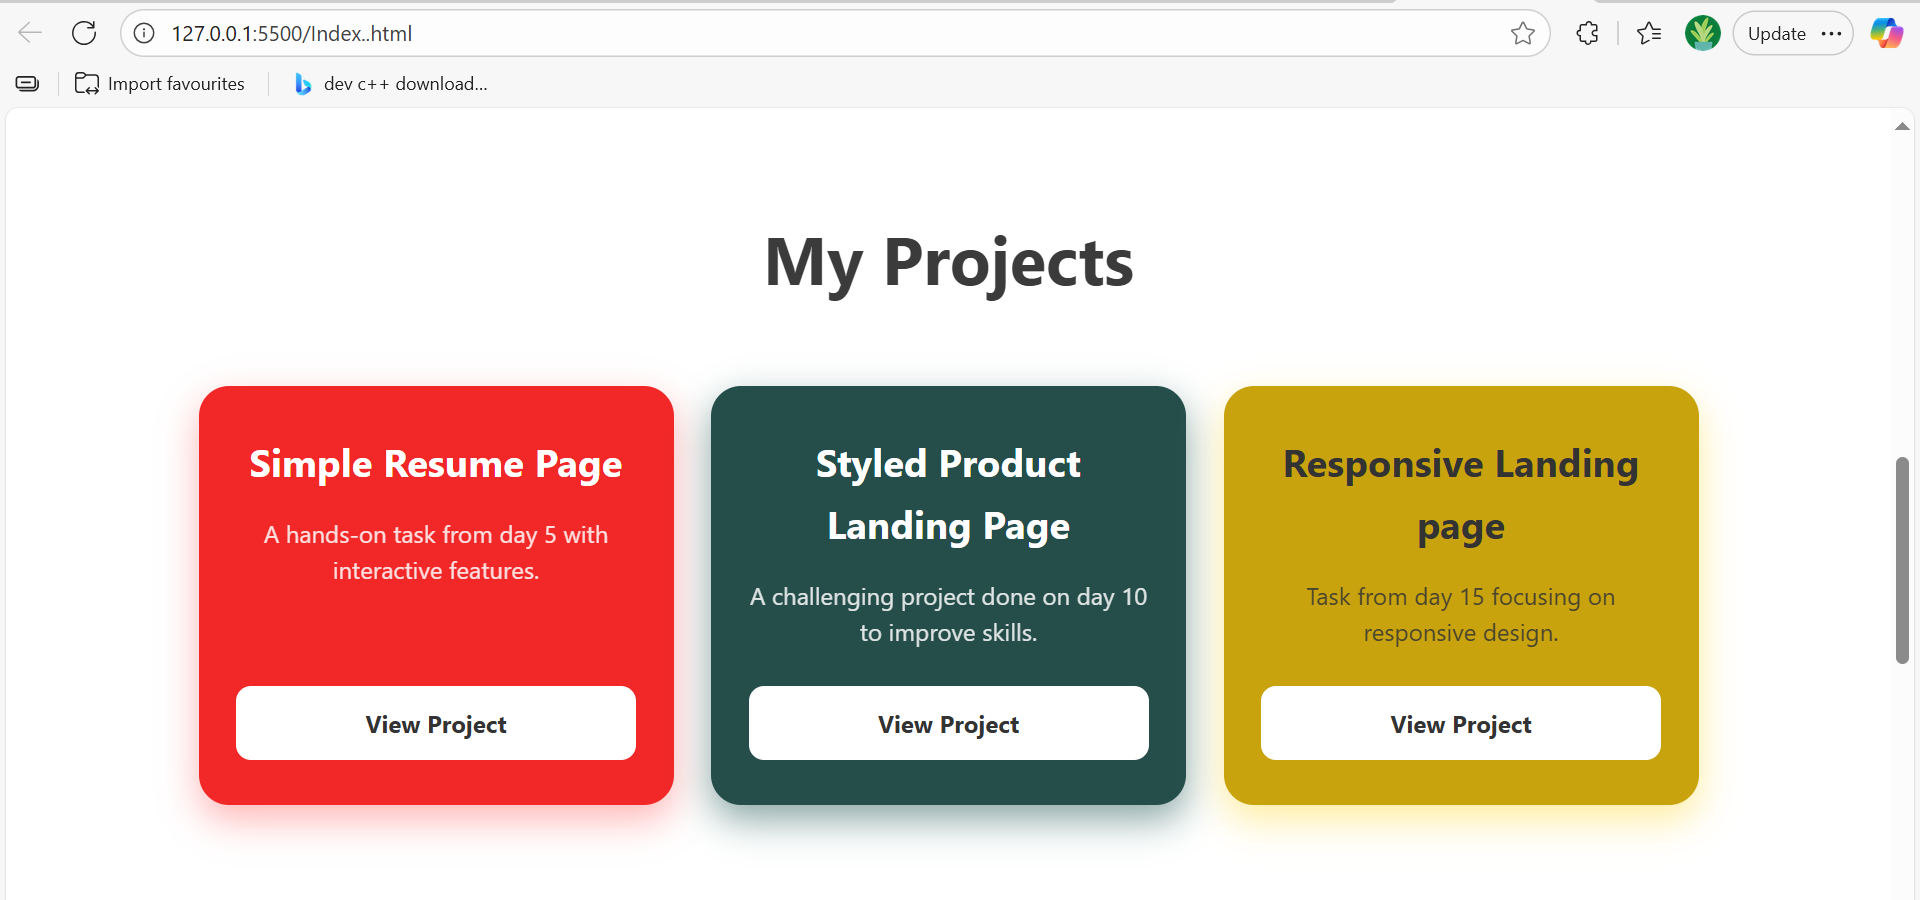 127.0.0.1:5500/Index..html
Update
Import favourites
dev c++ download...
My Projects
Simple Resume Page
A hands-on task from day 5 with
interactive features.
View Project
Styled Product
Landing Page
A challenging project done on day 10
to improve skills.
View Project
Responsive Landing
page
Task from day 15 focusing on
responsive design.
View Project